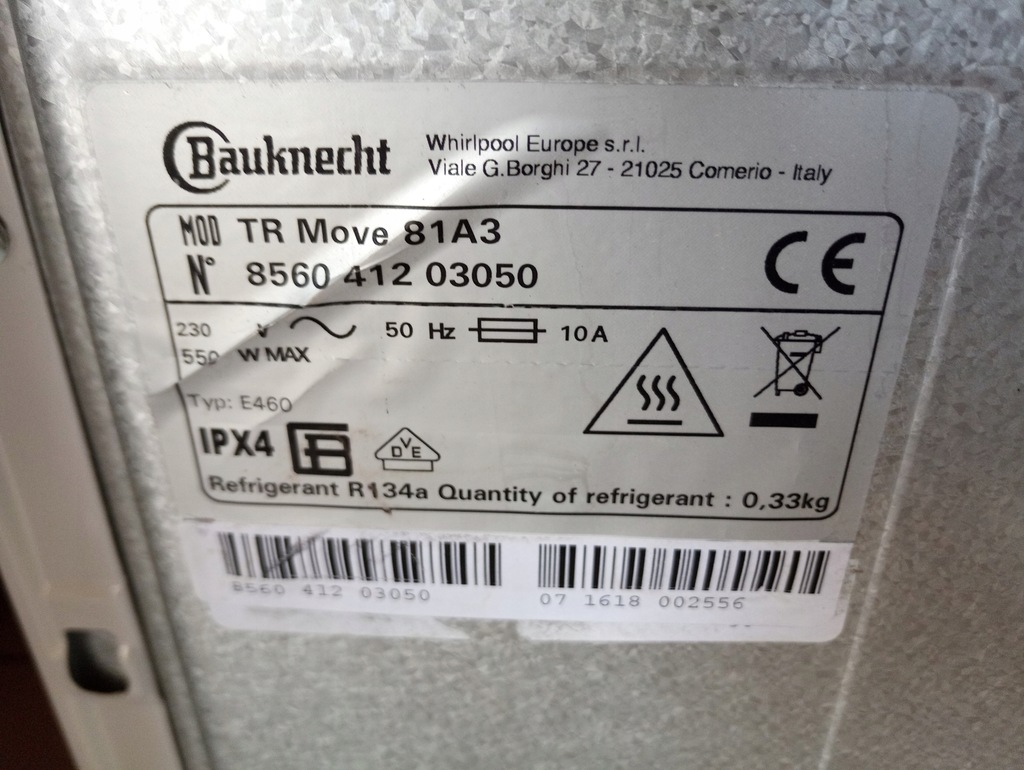 Bauknecht
Whirlpool Europe s.r.l.
Viale G.Borghi 27 - 21025 Comerio - Italy
MOD TR Move 81A3
N° 8560 412 03050
CE
230 V ~ 50 Hz 10 A
550 W MAX
Typ: E460
IPX4
DVE
Refrigerant R134a Quantity of refrigerant : 0,33kg
8560 412 03050
07 1618 002556